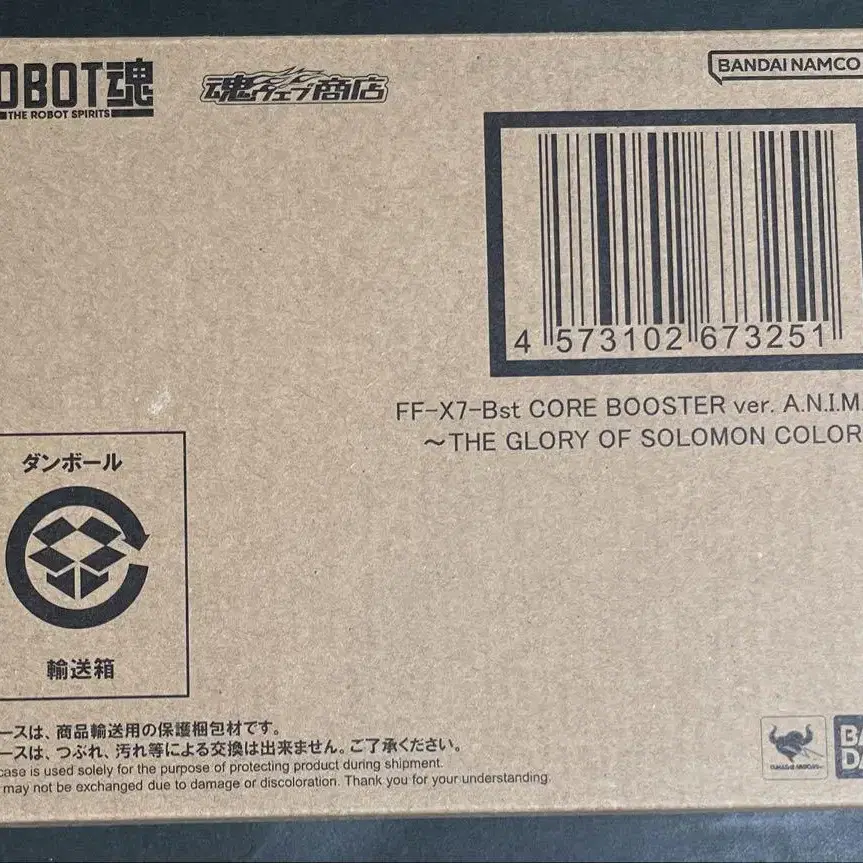 OBOT魂
THE ROBOT SPIRITS
魂ウェブ商店
BANDAI NAMCO
4 573102 673251
FF-X7-Bst CORE BOOSTER ver. A.N.I.M.
～THE GLORY OF SOLOMON COLOR
ダンボール
輸送箱
ースは、商品輸送用の保護梱包材です。
ースは、つぶれ、汚れ等による交換は出来ません。ご了承ください。
case is used solely for the purpose of protecting product during shipment.
may not be exchanged due to damage or discoloration. Thank you for your understanding.
TAMASHII NATIONS
BA
DA